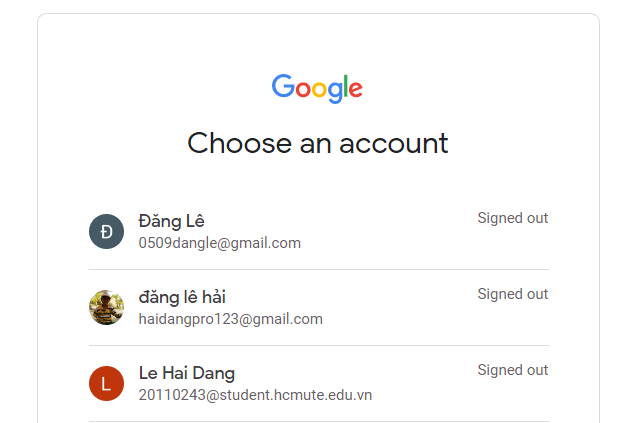 Google
Choose an account
Đ
Đăng Lê
Signed out
0509dangle@gmail.com
đăng lê hải
Signed out
haidangpro123@gmail.com
L
Le Hai Dang
Signed out
20110243@student.hcmute.edu.vn